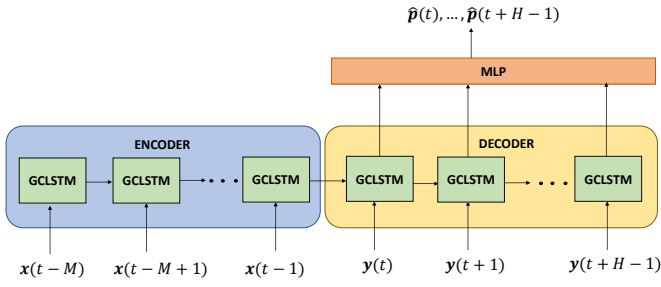 p̂(t), ..., p̂(t + H − 1)
MLP
ENCODER
DECODER
GCLSTM GCLSTM ... GCLSTM GCLSTM GCLSTM ... GCLSTM
x(t − M) x(t − M + 1) x(t − 1) y(t) y(t + 1) y(t + H − 1)